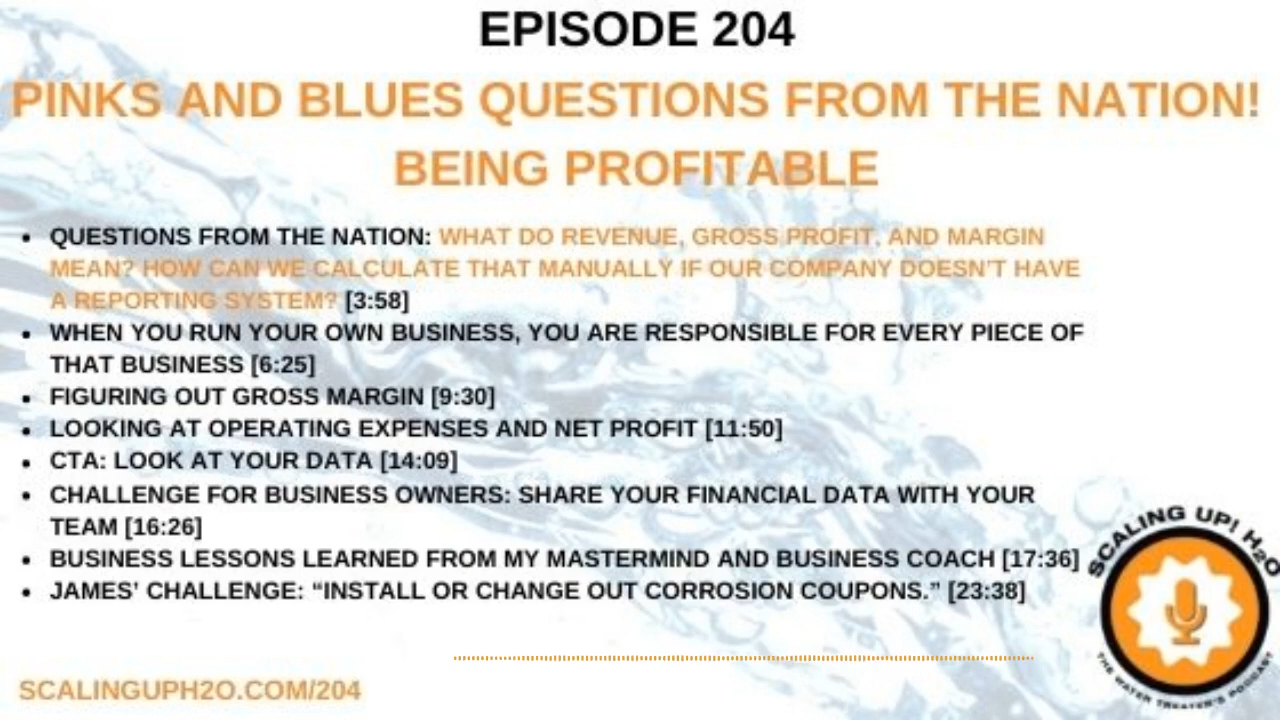 EPISODE 204
PINKS AND BLUES QUESTIONS FROM THE NATION!
BEING PROFITABLE
• QUESTIONS FROM THE NATION: WHAT DO REVENUE, GROSS PROFIT, AND MARGIN
MEAN? HOW CAN WE CALCULATE THAT MANUALLY IF OUR COMPANY DOESN'T HAVE
A REPORTING SYSTEM? [3:58]
• WHEN YOU RUN YOUR OWN BUSINESS, YOU ARE RESPONSIBLE FOR EVERY PIECE OF
THAT BUSINESS [6:25]
• FIGURING OUT GROSS MARGIN [9:30]
• LOOKING AT OPERATING EXPENSES AND NET PROFIT [11:50]
• CTA: LOOK AT YOUR DATA [14:09]
• CHALLENGE FOR BUSINESS OWNERS: SHARE YOUR FINANCIAL DATA WITH YOUR
TEAM [16:26]
• BUSINESS LESSONS LEARNED FROM MY MASTERMIND AND BUSINESS COACH [17:36]
• JAMES' CHALLENGE: “INSTALL OR CHANGE OUT CORROSION COUPONS.” [23:38]
SCALING UP! H2O
THE WATER TREATER'S PODCAST
SCALINGUPH2O.COM/204